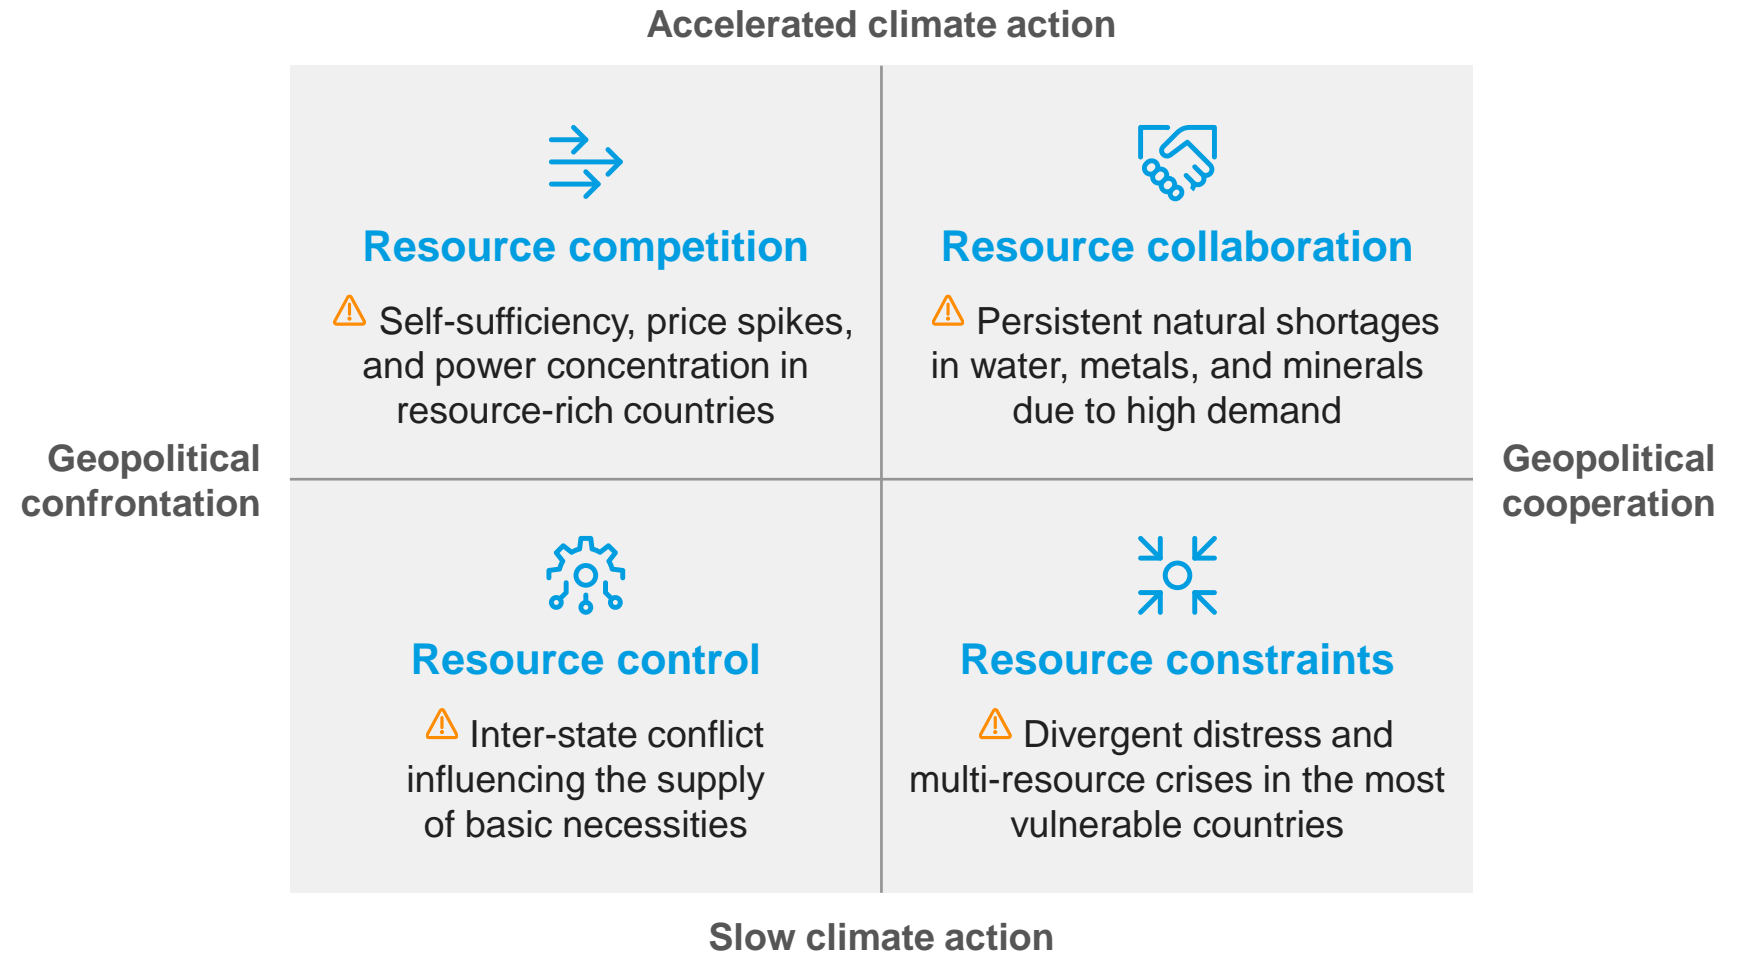 Accelerated climate action
Resource competition
Self-sufficiency, price spikes,
and power concentration in
resource-rich countries
Resource collaboration
Persistent natural shortages
in water, metals, and minerals
due to high demand
Geopolitical
confrontation
Geopolitical
cooperation
Resource control
Inter-state conflict
influencing the supply
of basic necessities
Resource constraints
Divergent distress and
multi-resource crises in the most
vulnerable countries
Slow climate action